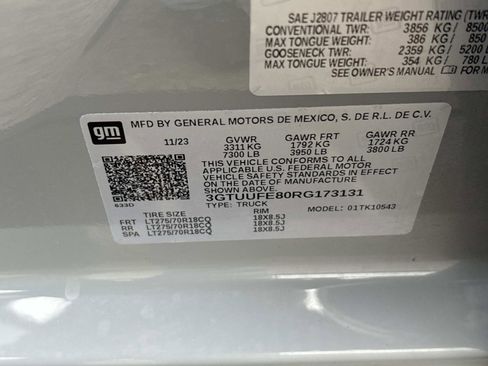 SAE J2807 TRAILER WEIGHT RATING (TWR
CONVENTIONAL TWR: 3856 KG / 8500
MAX TONGUE WEIGHT: 386 KG / 850
GOOSENECK TWR: 2359 KG / 5200
MAX TONGUE WEIGHT: 354 KG / 780 L
SEE OWNER'S MANUAL FOR M
gm
MFD BY GENERAL MOTORS DE MEXICO, S. DE R.L. DE C.V.
11/23 GVWR GAWR FRT GAWR RR
3311 KG 1792 KG 1724 KG
7300 LB 3950 LB 3800 LB
THIS VEHICLE CONFORMS TO ALL
APPLICABLE U.S. FEDERAL MOTOR
VEHICLE SAFETY STANDARDS IN EFFECT
ON THE DATE OF MANUFACTURE
SHOWN ABOVE.
3GTUUFE80RG173131
TYPE: TRUCK MODEL: 01TK10543
633D
TIRE SIZE RIM
FRT LT275/70R18CQ 18X8.5J
RR LT275/70R18CQ 18X8.5J
SPA LT275/70R18CQ 18X8.5J